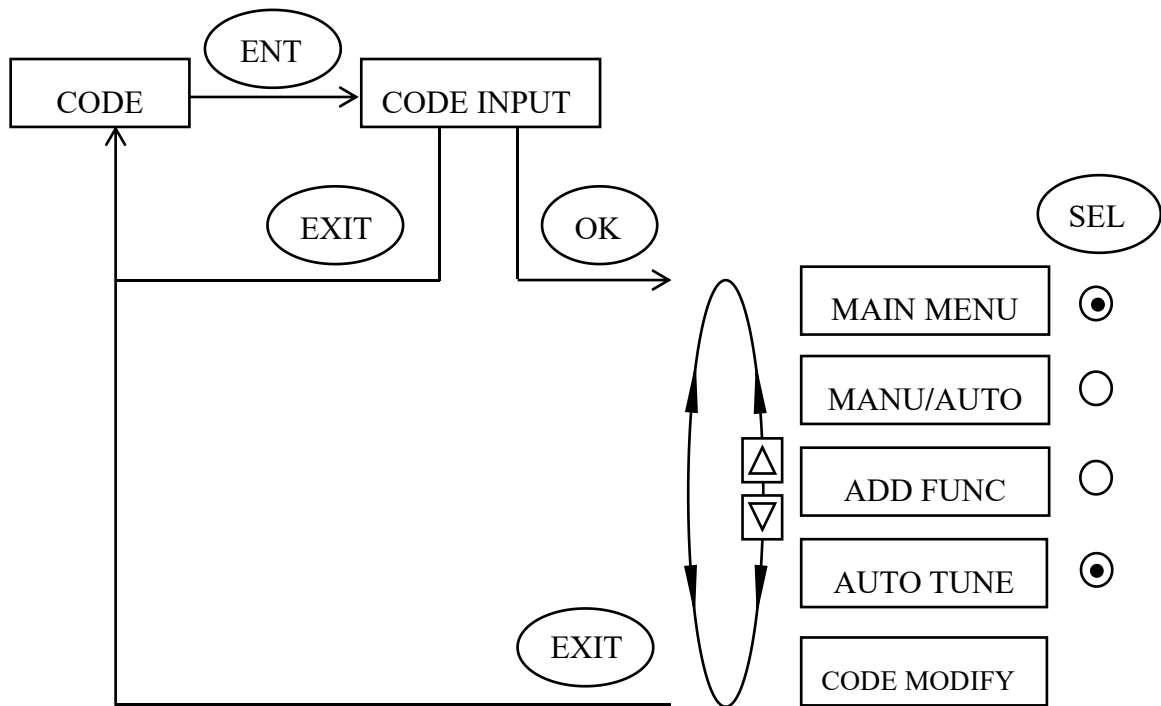 ENT
CODE
CODE INPUT
EXIT
OK
SEL
MAIN MENU
MANU/AUTO
ADD FUNC
AUTO TUNE
EXIT
CODE MODIFY